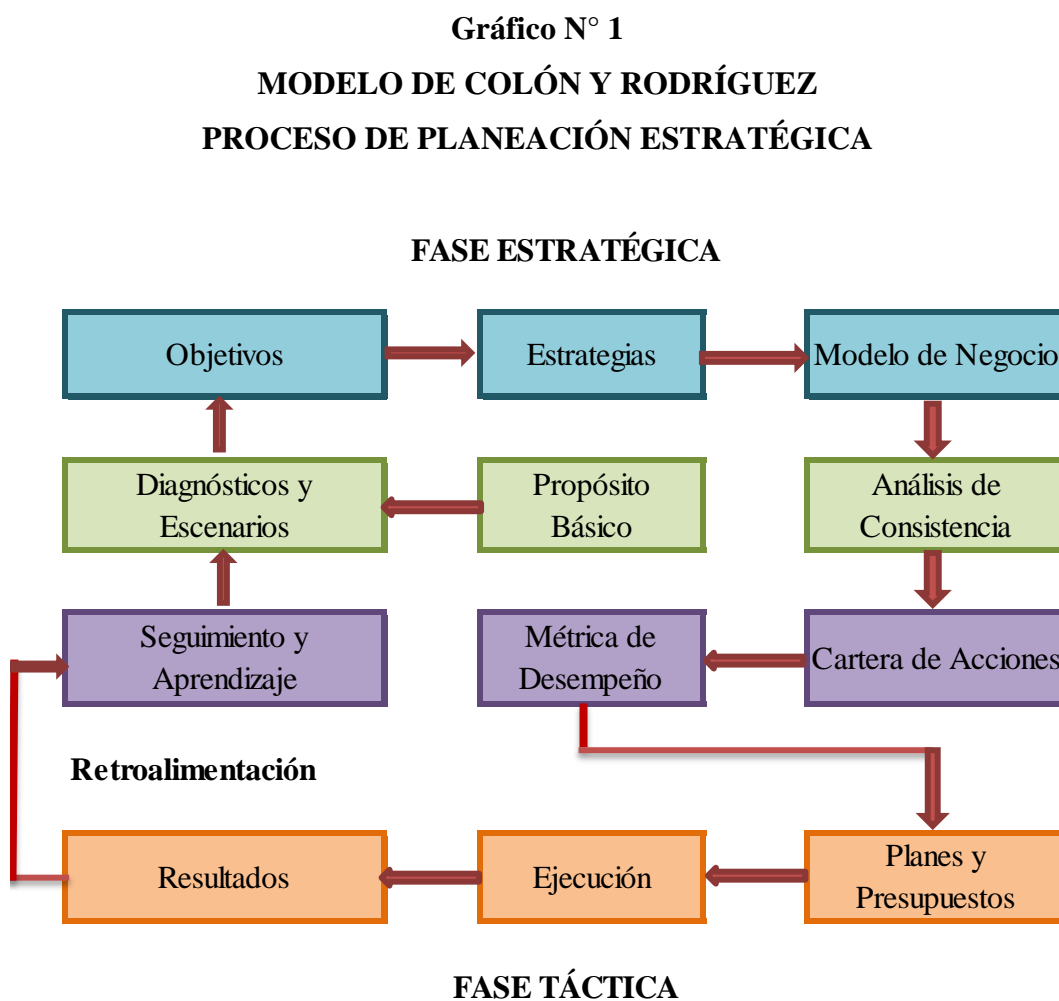 Gráfico N° 1
MODELO DE COLÓN Y RODRÍGUEZ
PROCESO DE PLANEACIÓN ESTRATÉGICA
FASE ESTRATÉGICA
Objetivos
Estrategias
Modelo de Negocio
Diagnósticos y
Escenarios
Propósito
Básico
Análisis de
Consistencia
Seguimiento y
Aprendizaje
Métrica de
Desempeño
Cartera de Acciones
Retroalimentación
Resultados
Ejecución
Planes y
Presupuestos
FASE TÁCTICA